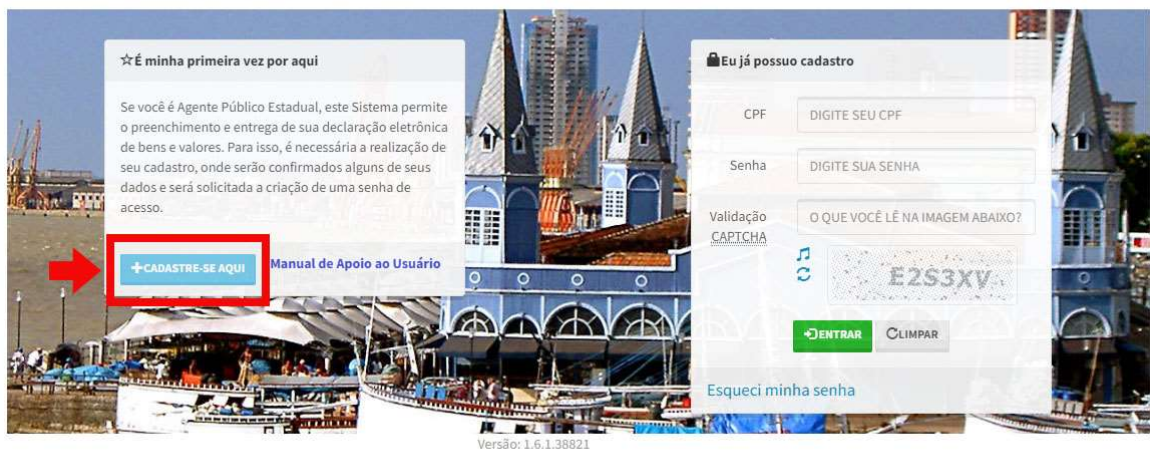 É minha primeira vez por aqui
Se você é Agente Público Estadual, este Sistema permite
o preenchimento e entrega de sua declaração eletrônica
de bens e valores. Para isso, é necessária a realização de
seu cadastro, onde serão confirmados alguns de seus
dados e será solicitada a criação de uma senha de
acesso.
+CADASTRE-SE AQUI
Manual de Apoio ao Usuário
Eu já possuo cadastro
CPF
DIGITE SEU CPF
Senha
DIGITE SUA SENHA
Validação
CAPTCHA
O QUE VOCÊ LÊ NA IMAGEM ABAIXO?
E2S3XV
ENTRAR
LIMPAR
Esqueci minha senha
Versão: 1.6.1.38821